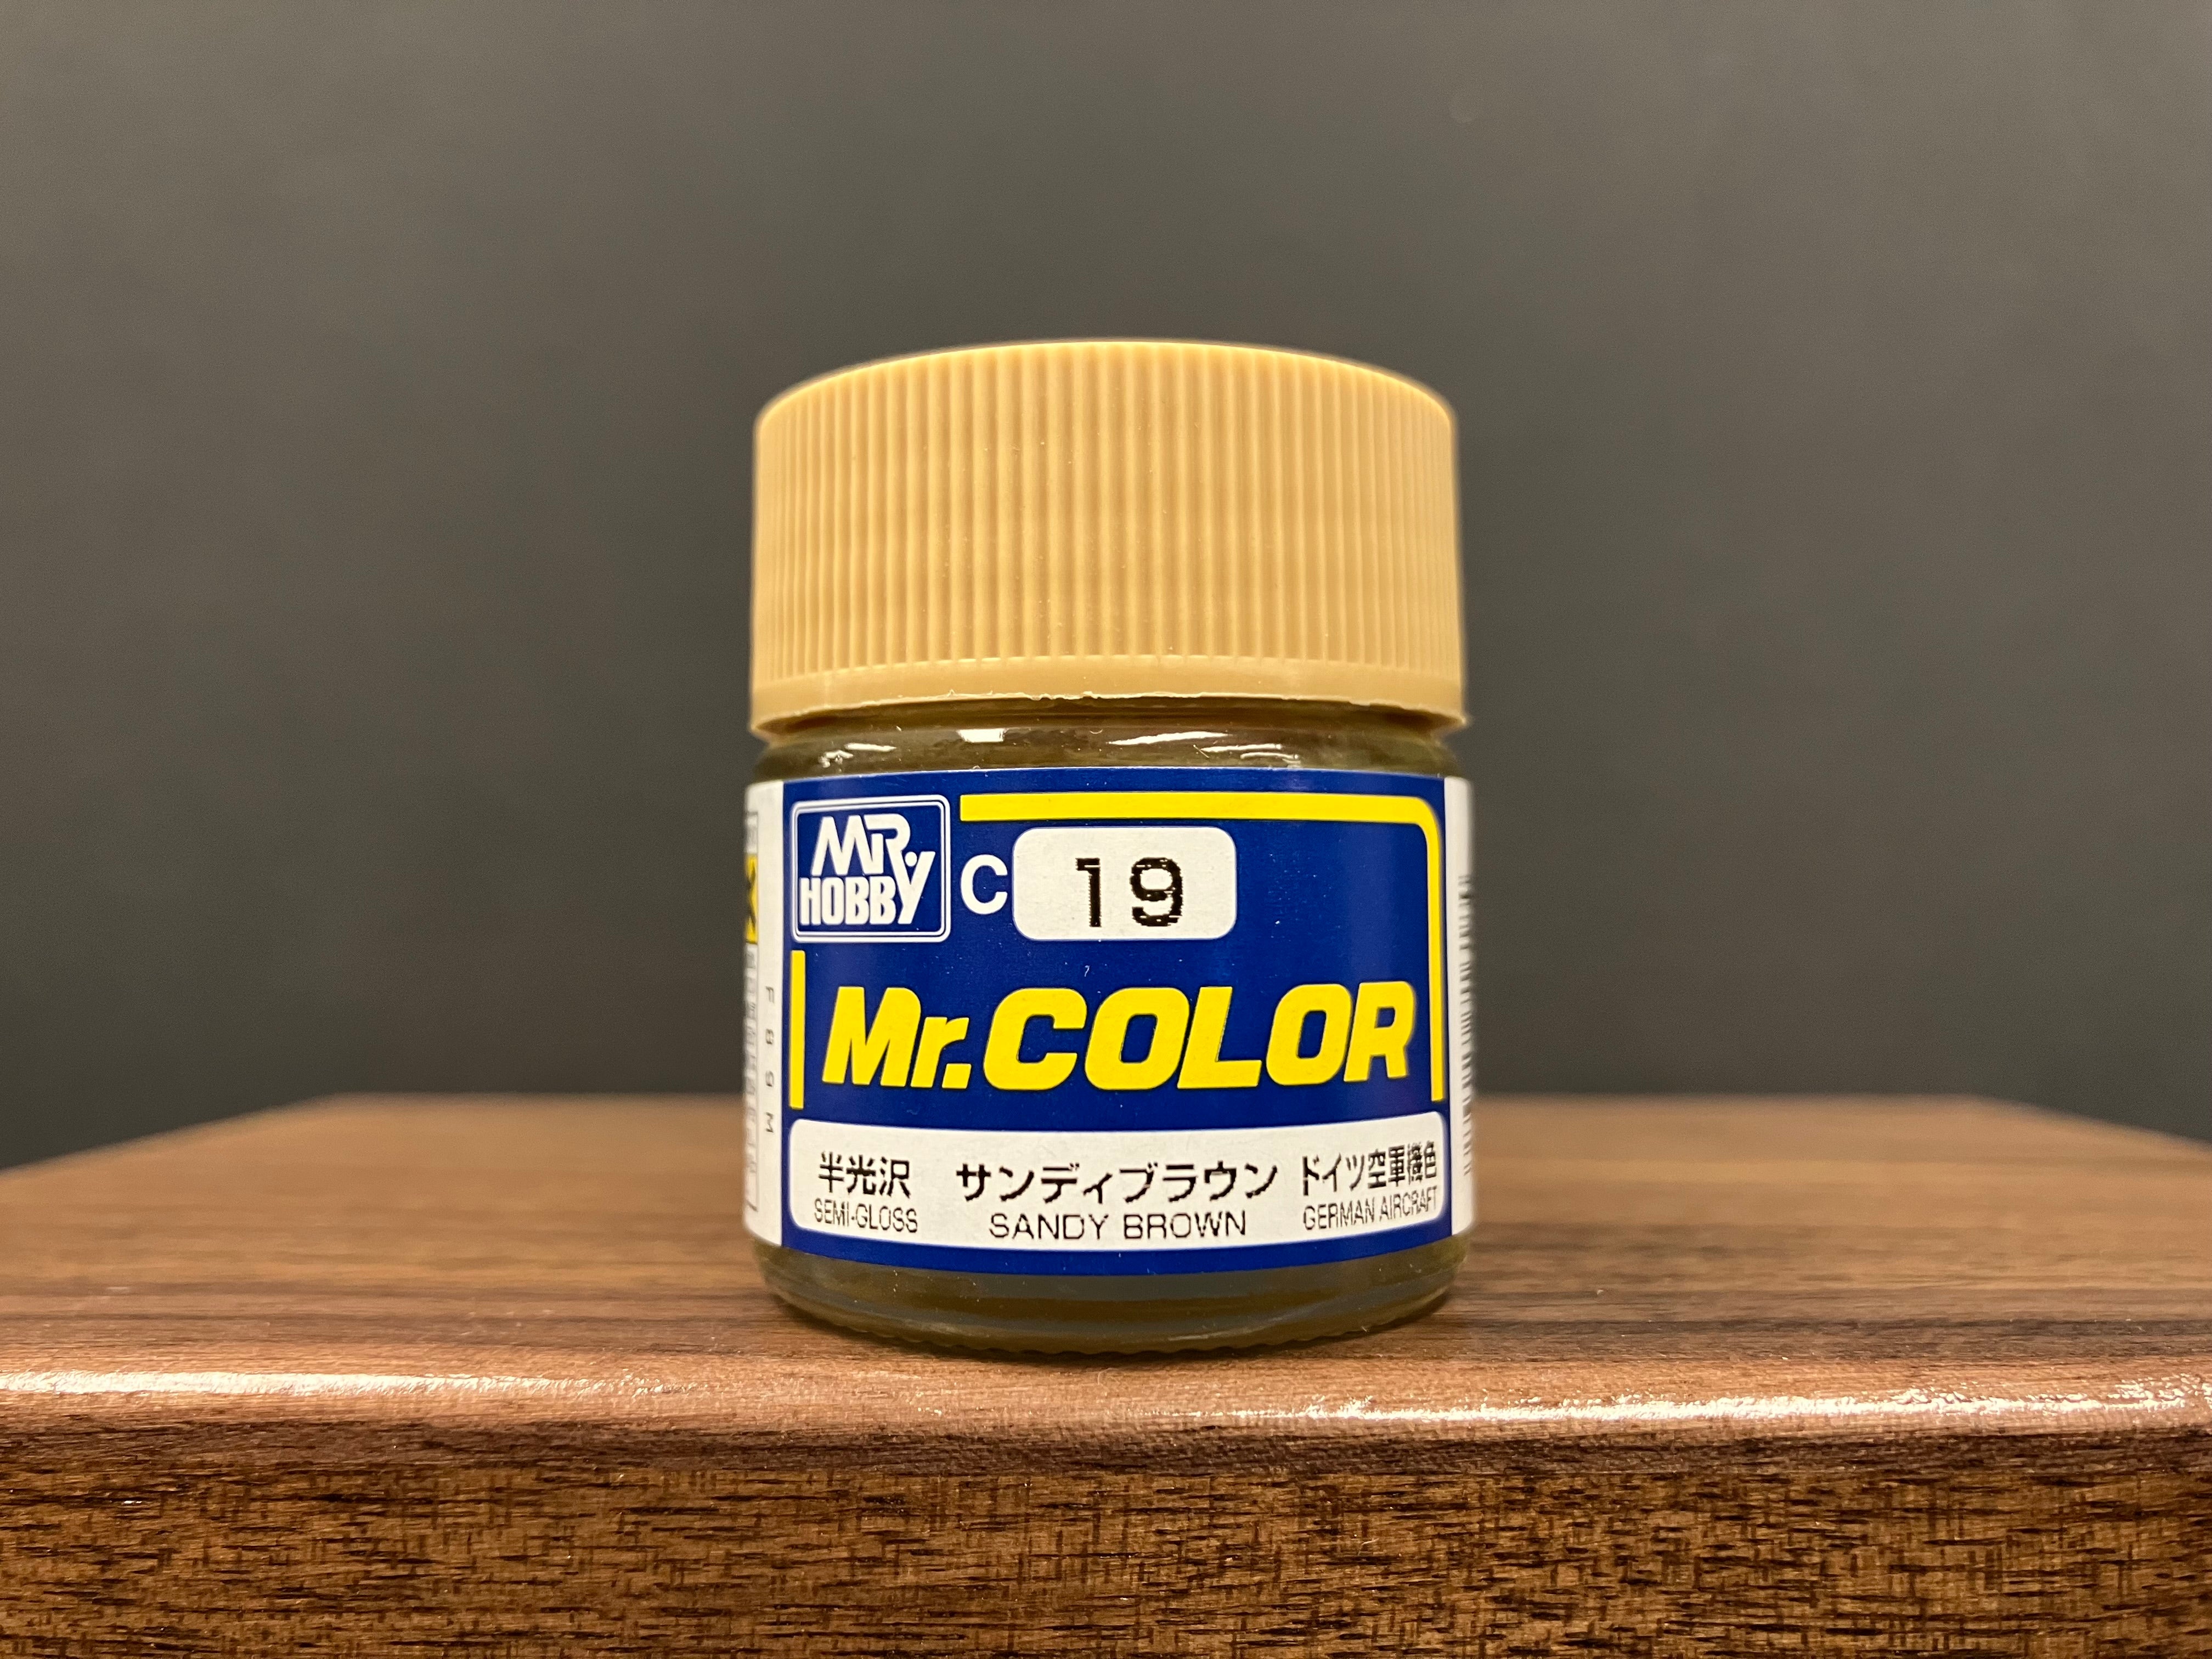 MR. HOBBY
C 19
Mr.COLOR
半光沢 サンディブラウン ドイツ空軍機色
SEMI-GLOSS SANDY BROWN GERMAN AIRCRAFT